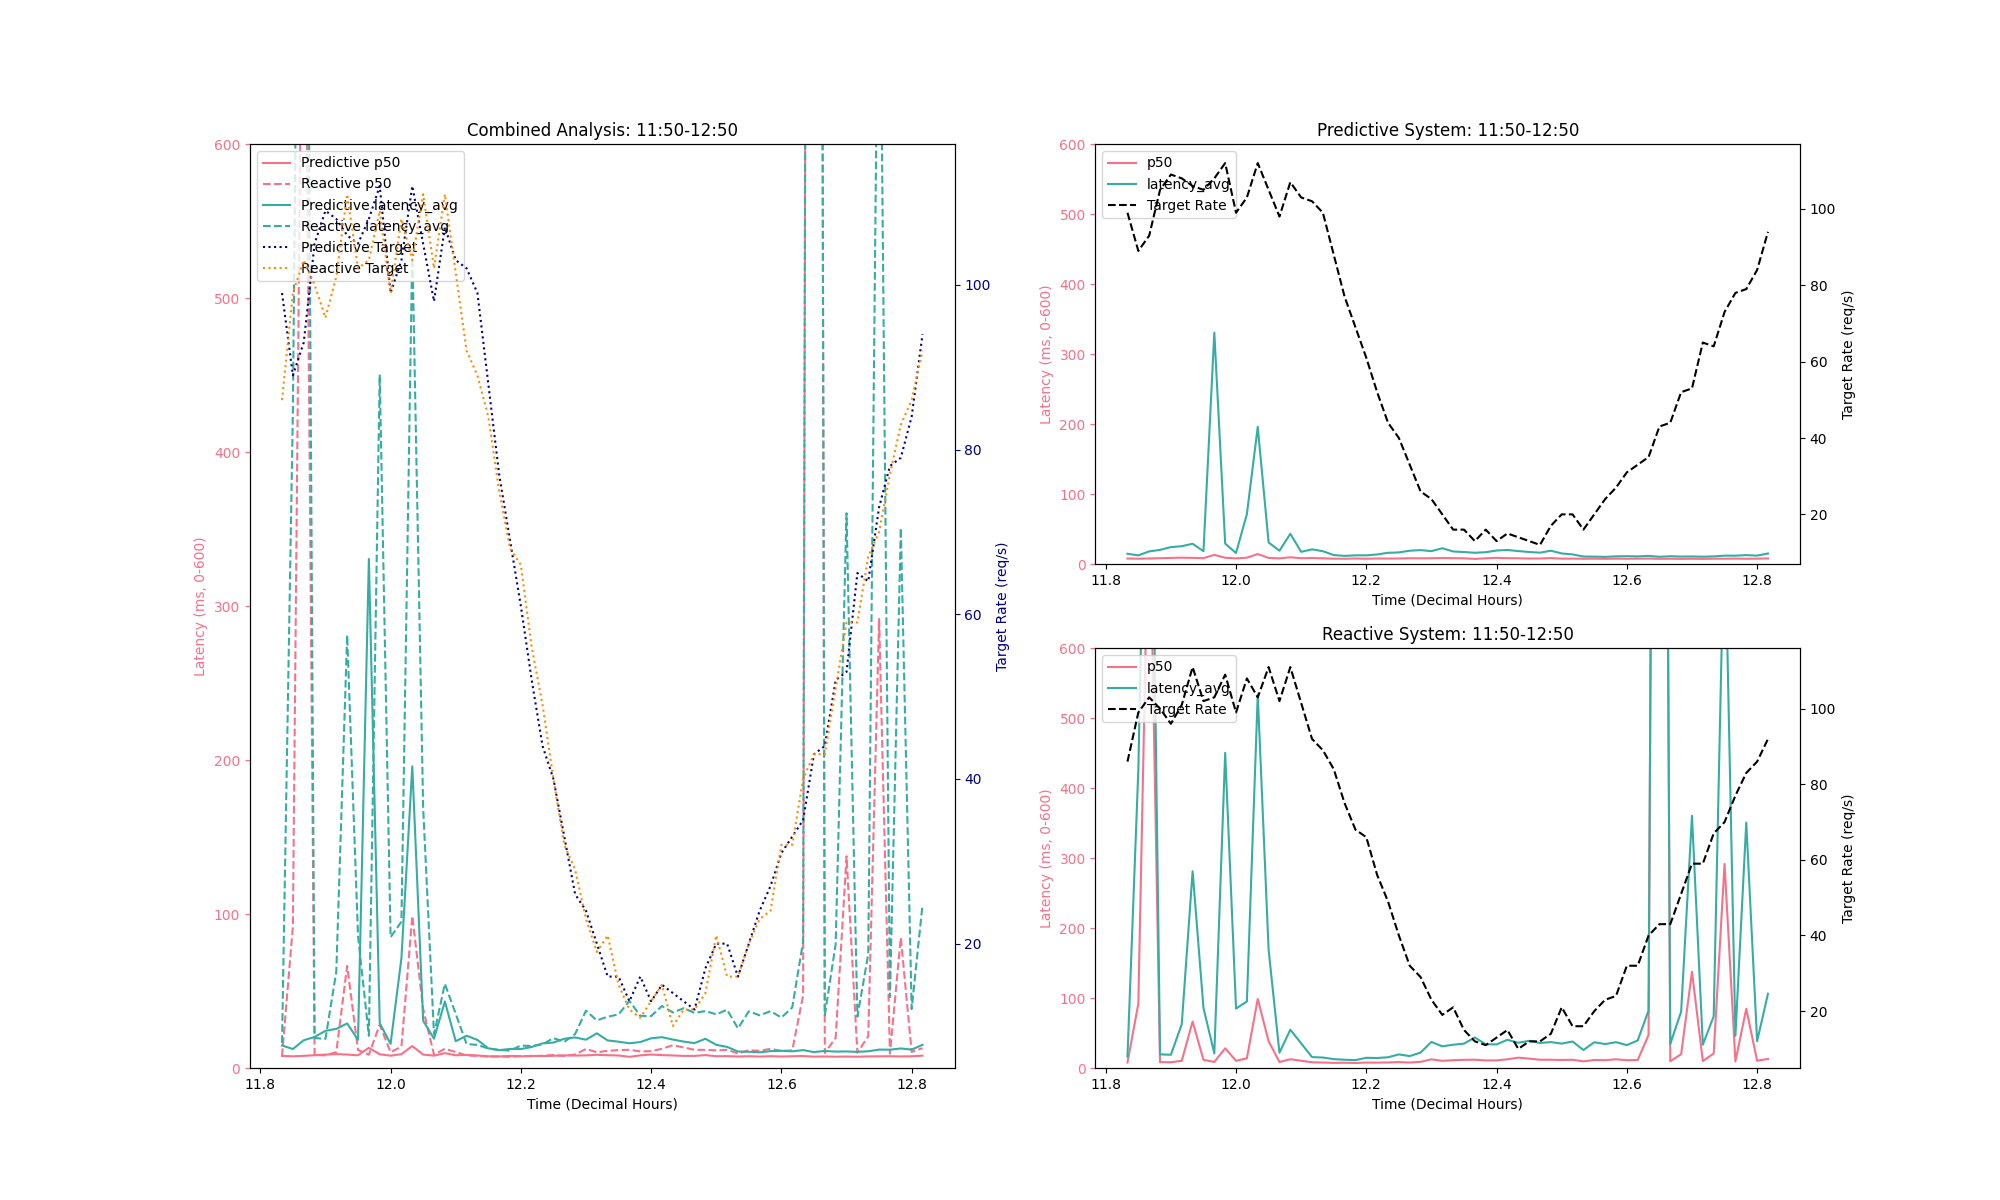 Combined Analysis: 11:50-12:50
600
500
400
300
200
100
0
Latency (ms, 0-600)
Predictive p50
Reactive p50
Predictive latency_avg
Reactive latency_avg
Predictive Target
Reactive Target
100
80
60
40
20
Target Rate (req/s)
11.8 12.0 12.2 12.4 12.6 12.8
Time (Decimal Hours)
Predictive System: 11:50-12:50
600
500
400
300
200
100
0
Latency (ms, 0-600)
p50
latency_avg
Target Rate
100
80
60
40
20
Target Rate (req/s)
11.8 12.0 12.2 12.4 12.6 12.8
Time (Decimal Hours)
Reactive System: 11:50-12:50
600
500
400
300
200
100
0
Latency (ms, 0-600)
p50
latency_avg
Target Rate
100
80
60
40
20
Target Rate (req/s)
11.8 12.0 12.2 12.4 12.6 12.8
Time (Decimal Hours)